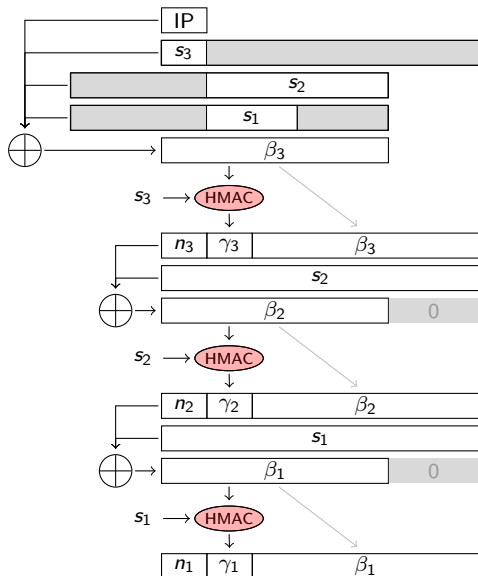 IP
s₃
s₂
s₁
β₃
s₃ HMAC
n₃ γ₃ β₃
s₂
β₂ 0
s₂ HMAC
n₂ γ₂ β₂
s₁
β₁ 0
s₁ HMAC
n₁ γ₁ β₁